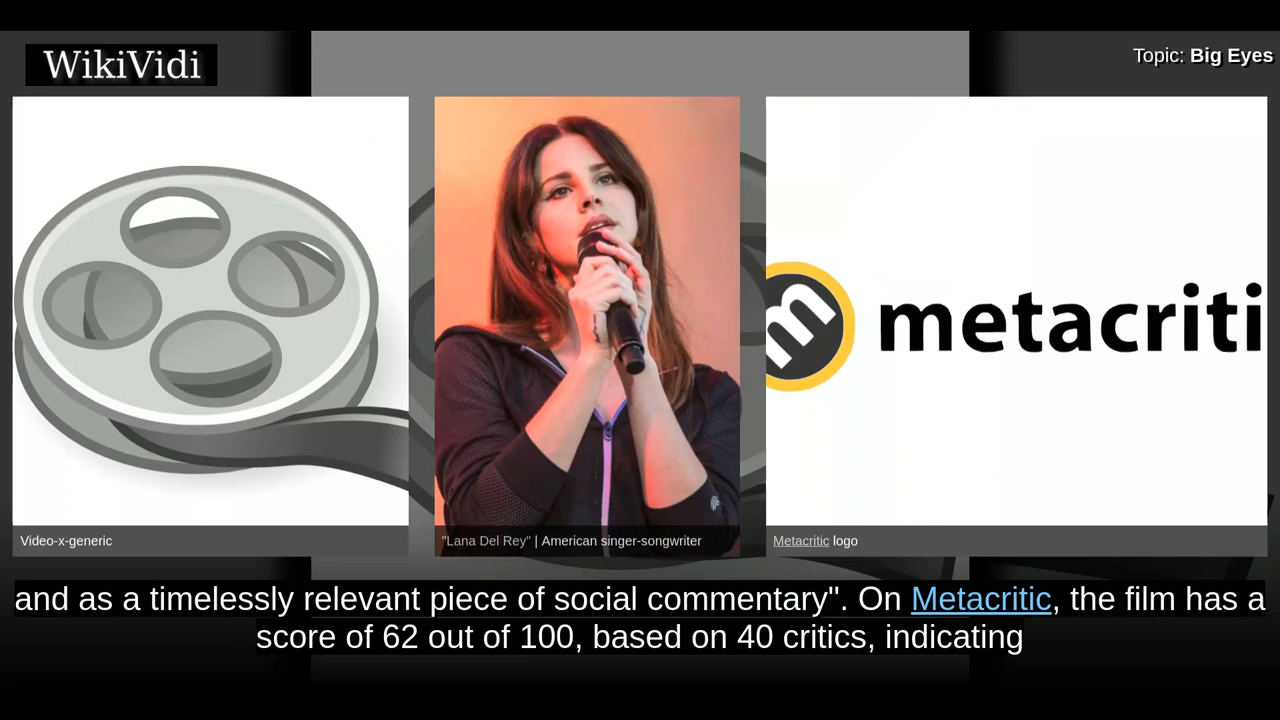 WikiVidi
Topic: Big Eyes
m metacriti
Video-x-generic
"Lana Del Rey" | American singer-songwriter
Metacritic logo
and as a timelessly relevant piece of social commentary". On Metacritic, the film has a
score of 62 out of 100, based on 40 critics, indicating